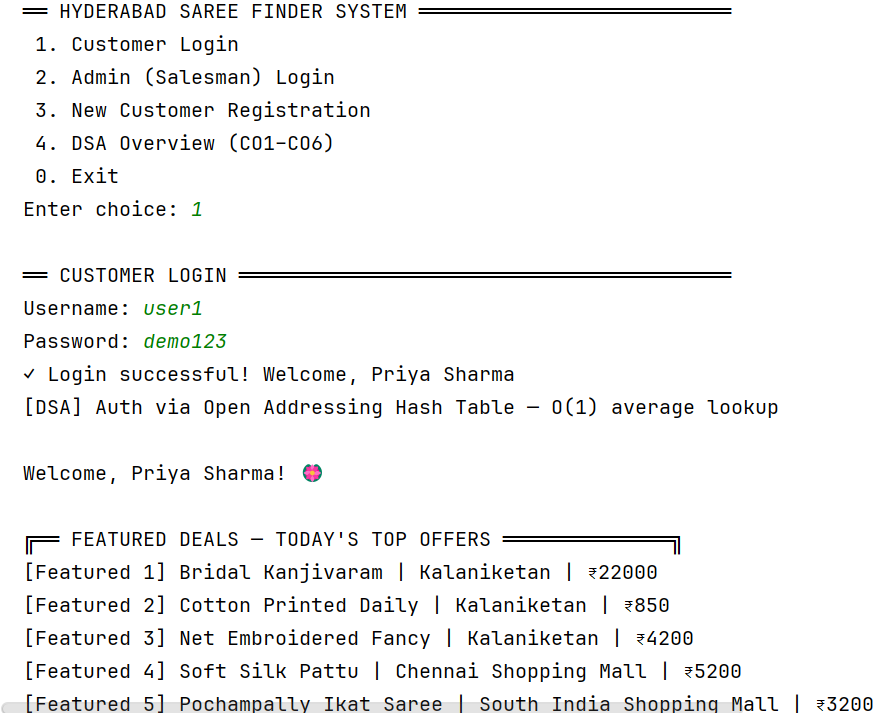 ══ HYDERABAD SAREE FINDER SYSTEM ══════════════════════════
1. Customer Login
2. Admin (Salesman) Login
3. New Customer Registration
4. DSA Overview (CO1–CO6)
0. Exit
Enter choice: 1
══ CUSTOMER LOGIN ═════════════════════════════════════════
Username: user1
Password: demo123
✓ Login successful! Welcome, Priya Sharma
[DSA] Auth via Open Addressing Hash Table — O(1) average lookup
Welcome, Priya Sharma! 🌸
╔══ FEATURED DEALS — TODAY'S TOP OFFERS ══════════════╗
[Featured 1] Bridal Kanjivaram | Kalaniketan | ₹22000
[Featured 2] Cotton Printed Daily | Kalaniketan | ₹850
[Featured 3] Net Embroidered Fancy | Kalaniketan | ₹4200
[Featured 4] Soft Silk Pattu | Chennai Shopping Mall | ₹5200
[Featured 5] Pochampally Ikat Saree | South India Shopping Mall | ₹3200